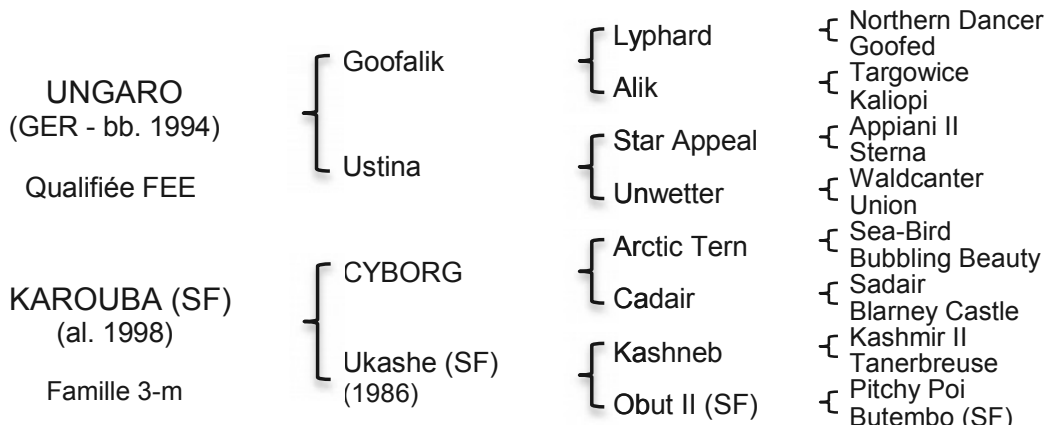 UNGARO
(GER - bb. 1994)
Qualifiée FEE
KAROUBA (SF)
(al. 1998)
Famille 3-m
Goofalik
Ustina
CYBORG
Ukashe (SF)
(1986)
Lyphard
Alik
Star Appeal
Unwetter
Arctic Tern
Cadair
Kashneb
Obut II (SF)
Northern Dancer
Goofed
Targowice
Kaliopi
Appiani II
Sterna
Waldcanter
Union
Sea-Bird
Bubbling Beauty
Sadair
Blarney Castle
Kashmir II
Tanerbreuse
Pitchy Poi
Butembo (SF)